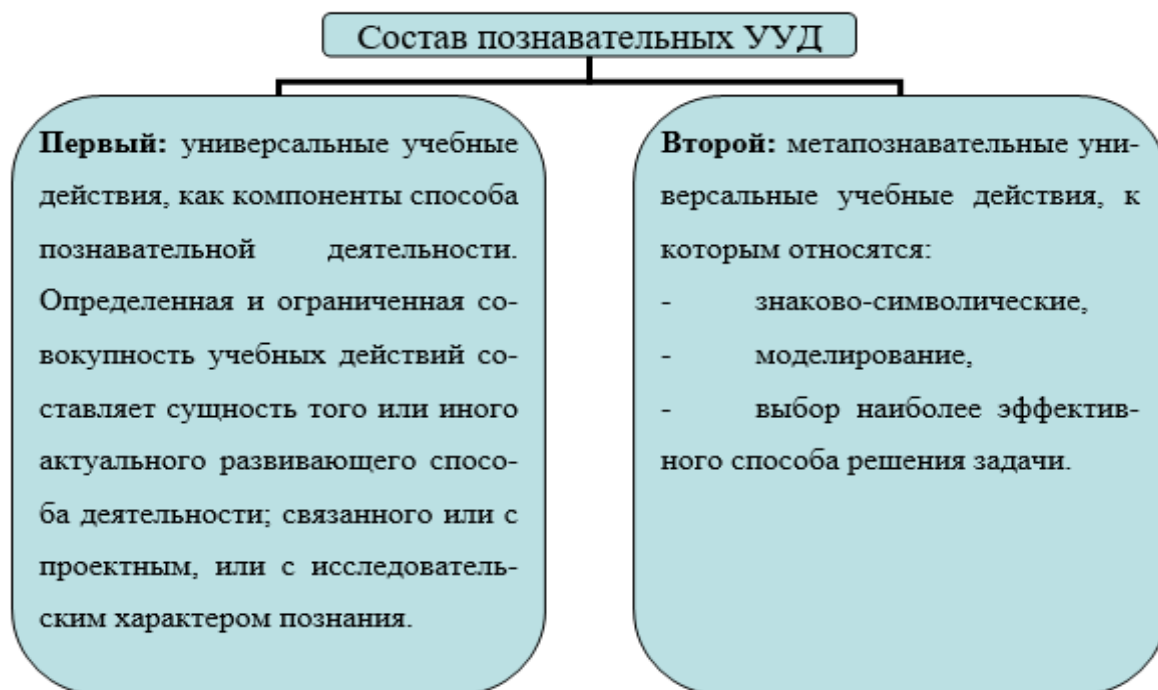 Состав познавательных УУД
Первый: универсальные учебные
действия, как компоненты способа
познавательной деятельности.
Определенная и ограниченная со-
вокупность учебных действий со-
ставляет сущность того или иного
актуального развивающего спосо-
ба деятельности; связанного или с
проектным, или с исследователь-
ским характером познания.
Второй: метапознавательные уни-
версальные учебные действия, к
которым относятся:
- знаково-символические,
- моделирование,
- выбор наиболее эффектив-
ного способа решения задачи.